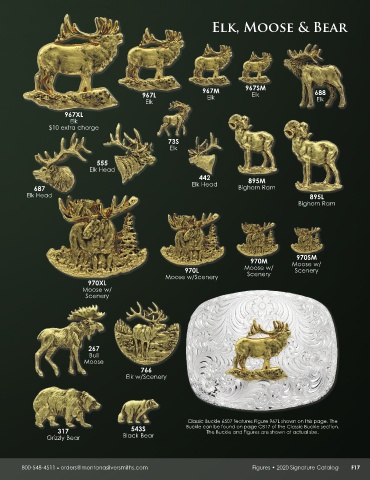 ELK, MOOSE & BEAR
967XL
Elk
$10 extra charge
967L
Elk
967M
Elk
967SM
Elk
688
Elk
73S
Elk
687
Elk Head
555
Elk Head
442
Elk Head
895M
Bighorn Ram
895L
Bighorn Ram
970XL
Moose w/
Scenery
970L
Moose w/Scenery
970M
Moose w/
Scenery
970SM
Moose w/
Scenery
267
Bull
Moose
766
Elk w/Scenery
317
Grizzly Bear
543S
Black Bear
Classic Buckle 6507 features Figure 967L shown on this page. The
Buckle can be found on page of the Classic Buckle section.
The Buckle and Figures are shown at actual size.
800-548-4511 • orders@montanasilversmiths.com
Figures • 2020 Signature Catalog F17